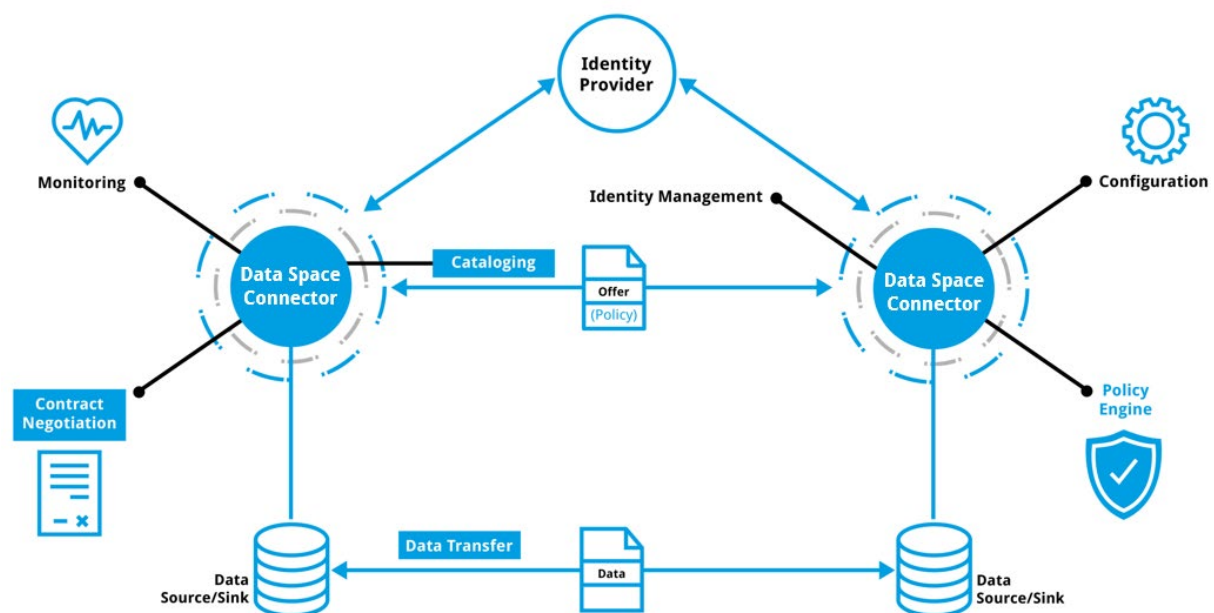 Identity
Provider
Monitoring
Configuration
Identity Management
Cataloging
Data Space
Connector
Offer
(Policy)
Data Space
Connector
Contract
Negotiation
Policy
Engine
Data Transfer
Data
Source/Sink
Data
Data
Source/Sink